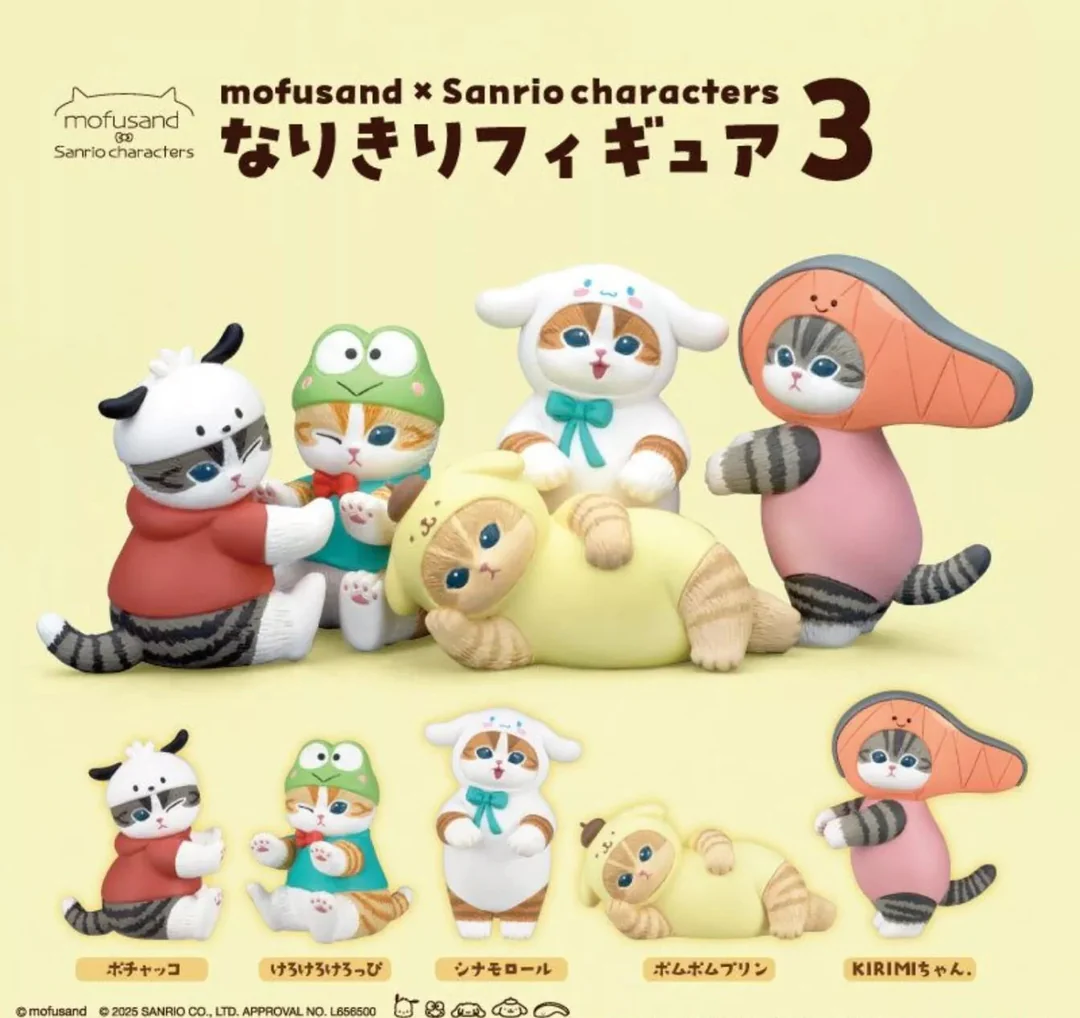 mofusand
Sanrio characters
mofusand × Sanrio characters
なりきりフィギュア3
ポチャッコ
けろけろけろっぴ
シナモロール
ポムポムプリン
KIRIMIちゃん.
© mofusand © 2025 SANRIO CO., LTD. APPROVAL NO. L656500